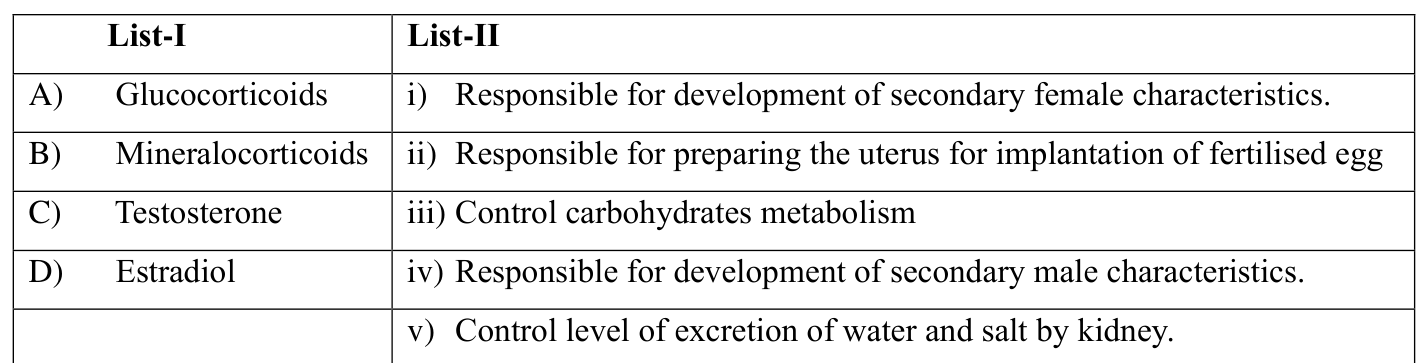 List-I List-II
A) Glucocorticoids i) Responsible for development of secondary female characteristics.
B) Mineralocorticoids ii) Responsible for preparing the uterus for implantation of fertilised egg
C) Testosterone iii) Control carbohydrates metabolism
D) Estradiol iv) Responsible for development of secondary male characteristics.
v) Control level of excretion of water and salt by kidney.